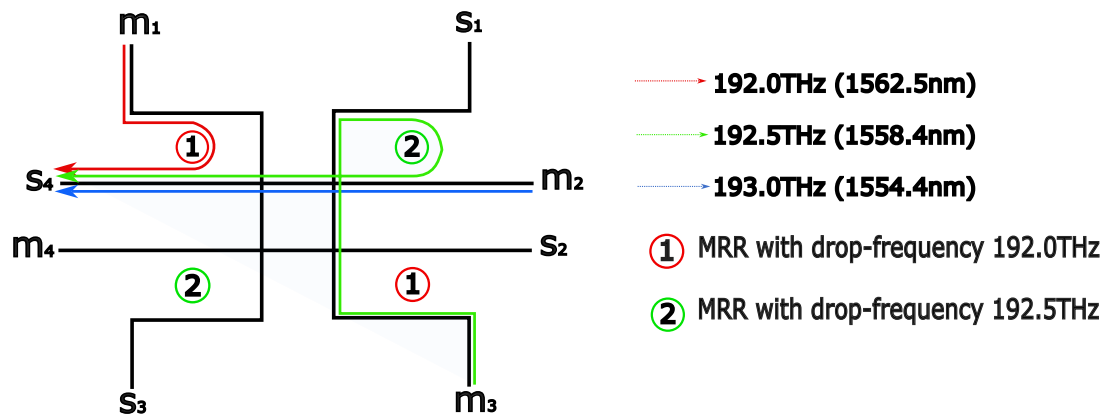 m₁
s₁
192.0THz (1562.5nm)
192.5THz (1558.4nm)
1
2
s₄
m₂
193.0THz (1554.4nm)
m₄
s₂
1 MRR with drop-frequency 192.0THz
2
1
2 MRR with drop-frequency 192.5THz
s₃
m₃